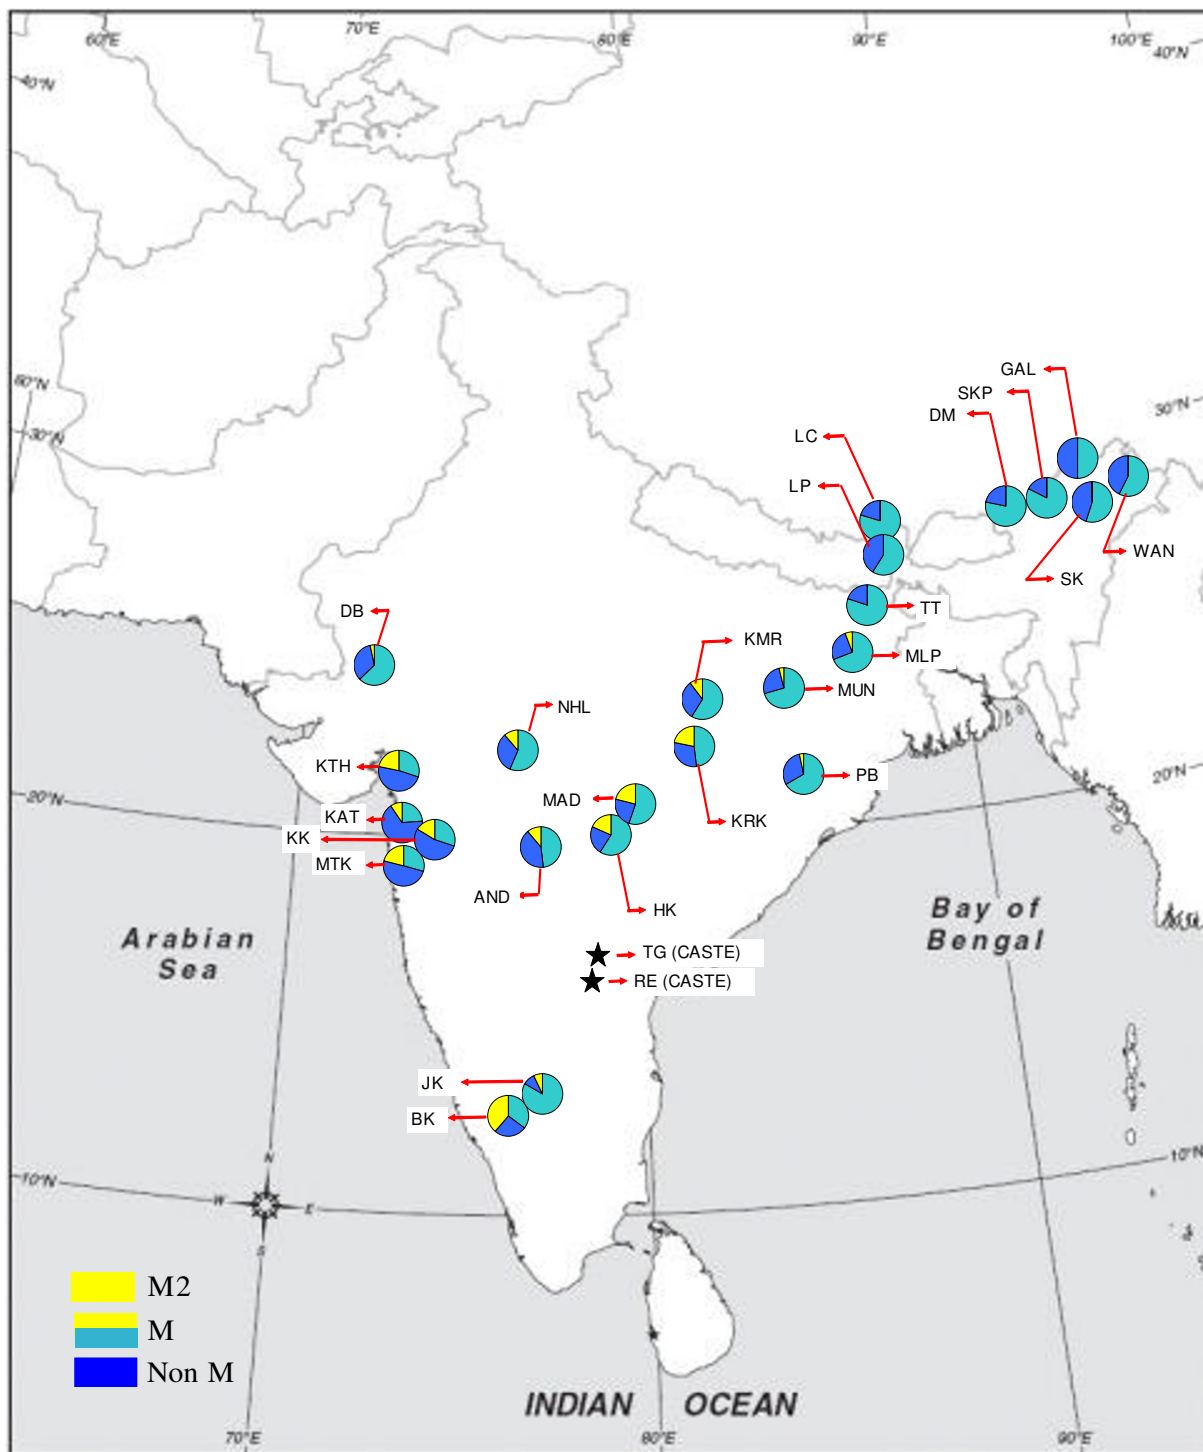 60°E
70°E
80°E
90°E
100°E
40°N
40°N
60°N
30°N
30°N
GAL
SKP
DM
LC
LP
WAN
SK
TT
DB
KMR
MLP
MUN
NHL
KTH
PB
MAD
KAT
KRK
KK
MTK
AND
HK
20°N
20°N
Arabian
Sea
Bay of
Bengal
TG (CASTE)
RE (CASTE)
JK
BK
10°N
10°N
N
W
E
S
M2
M
Non M
INDIAN OCEAN
70°E
80°E
90°E